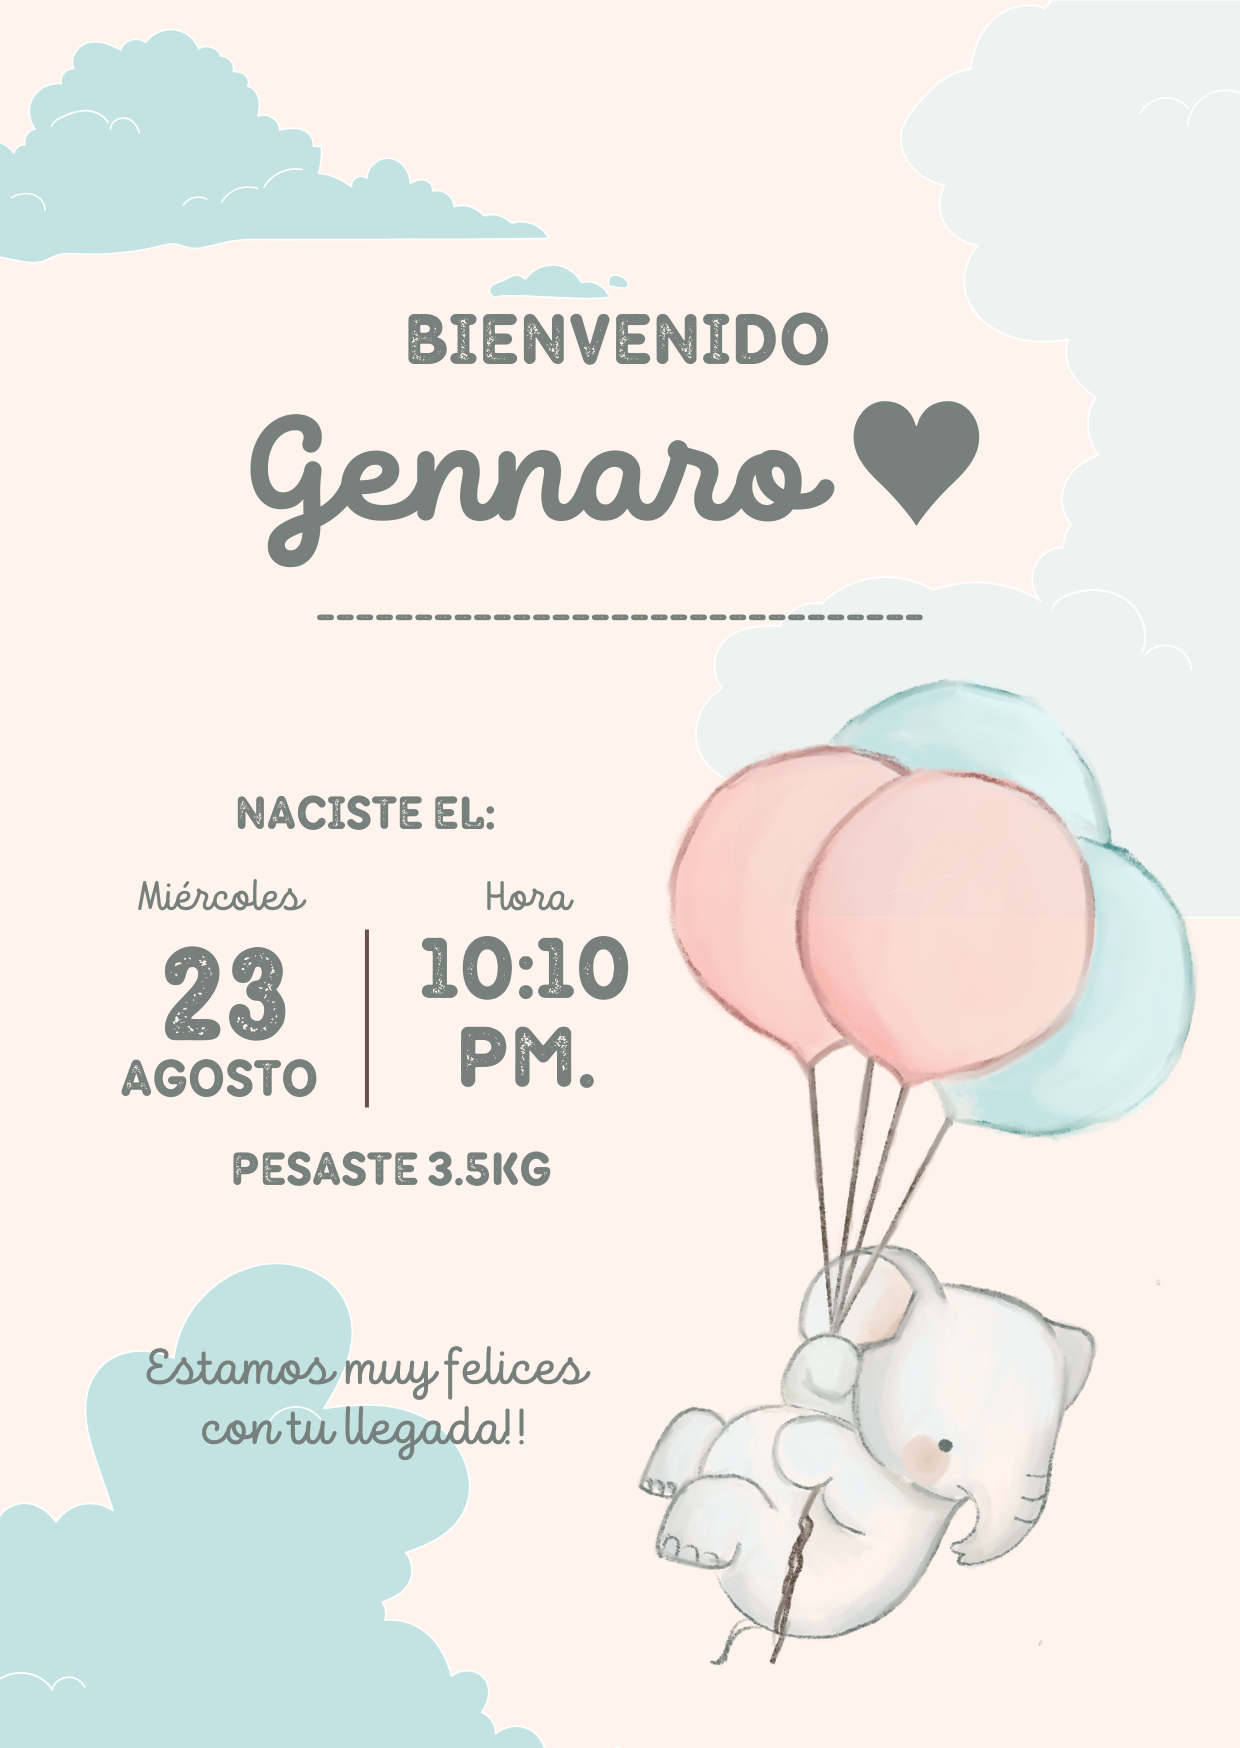 BIENVENIDO
Gennaro ♥
NACISTE EL:
Miércoles
23
AGOSTO
Hora
10:10
PM.
PESASTE 3.5KG
Estamos muy felices
con tu llegada!!